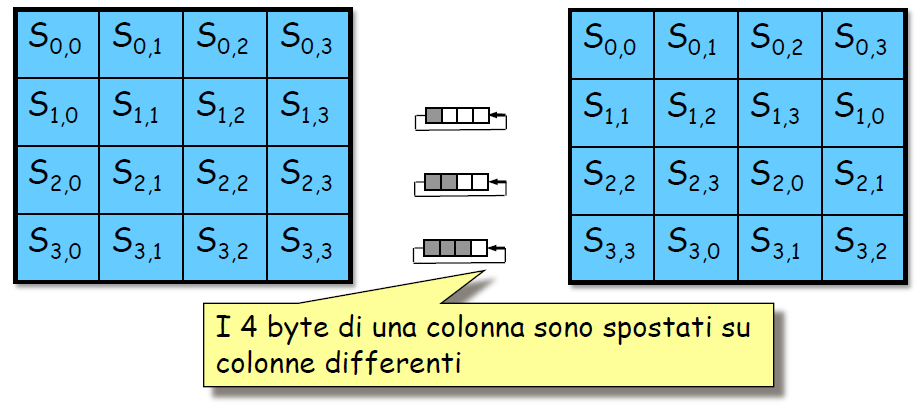 S0,0 S0,1 S0,2 S0,3
S1,0 S1,1 S1,2 S1,3
S2,0 S2,1 S2,2 S2,3
S3,0 S3,1 S3,2 S3,3
S0,0 S0,1 S0,2 S0,3
S1,1 S1,2 S1,3 S1,0
S2,2 S2,3 S2,0 S2,1
S3,3 S3,0 S3,1 S3,2
I 4 byte di una colonna sono spostati su
colonne differenti